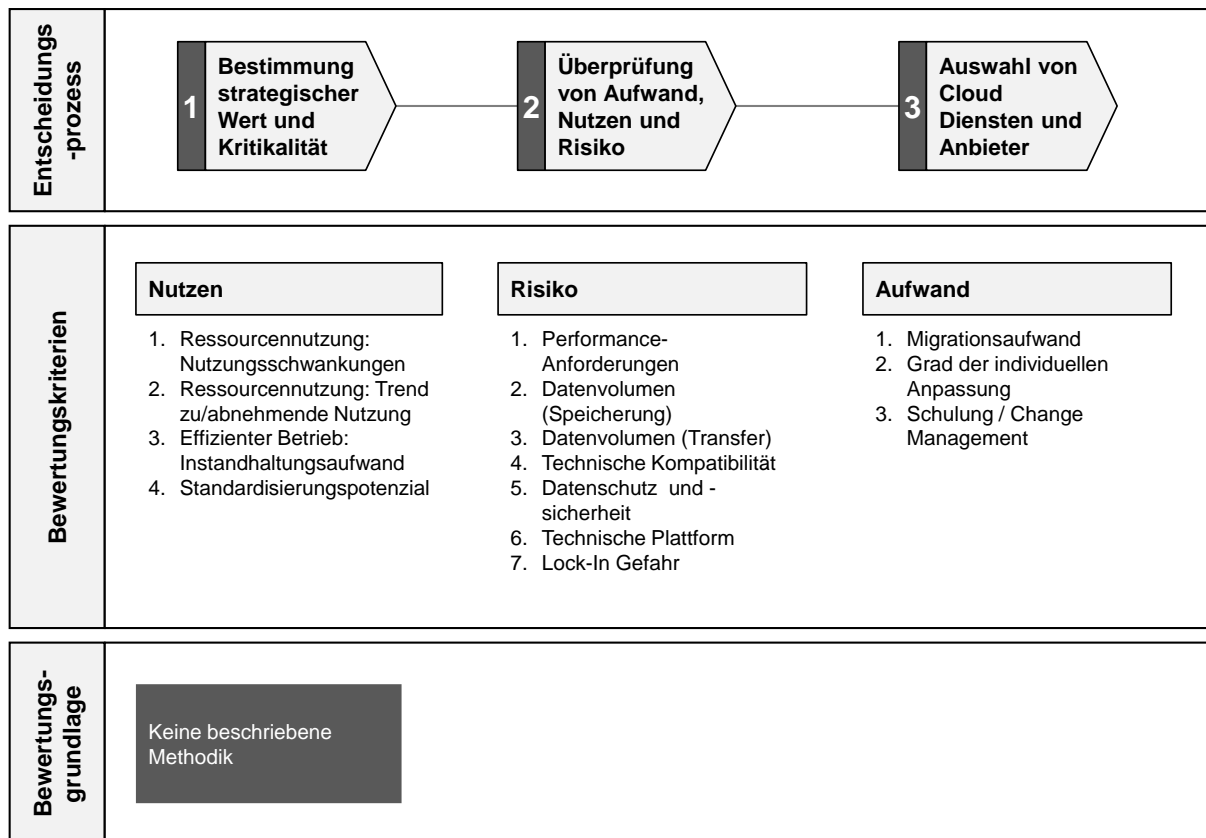 Entscheidungs
-prozess
1
Bestimmung
strategischer
Wert und
Kritikalität
2
Überprüfung
von Aufwand,
Nutzen und
Risiko
3
Auswahl von
Cloud
Diensten und
Anbieter
Bewertungskriterien
Nutzen
1. Ressourcennutzung:
Nutzungsschwankungen
2. Ressourcennutzung: Trend
zu/abnehmende Nutzung
3. Effizienter Betrieb:
Instandhaltungsaufwand
4. Standardisierungspotenzial
Risiko
1. Performance-
Anforderungen
2. Datenvolumen
(Speicherung)
3. Datenvolumen (Transfer)
4. Technische Kompatibilität
5. Datenschutz und -
sicherheit
6. Technische Plattform
7. Lock-In Gefahr
Aufwand
1. Migrationsaufwand
2. Grad der individuellen
Anpassung
3. Schulung / Change
Management
Bewertungs-
grundlage
Keine beschriebene
Methodik